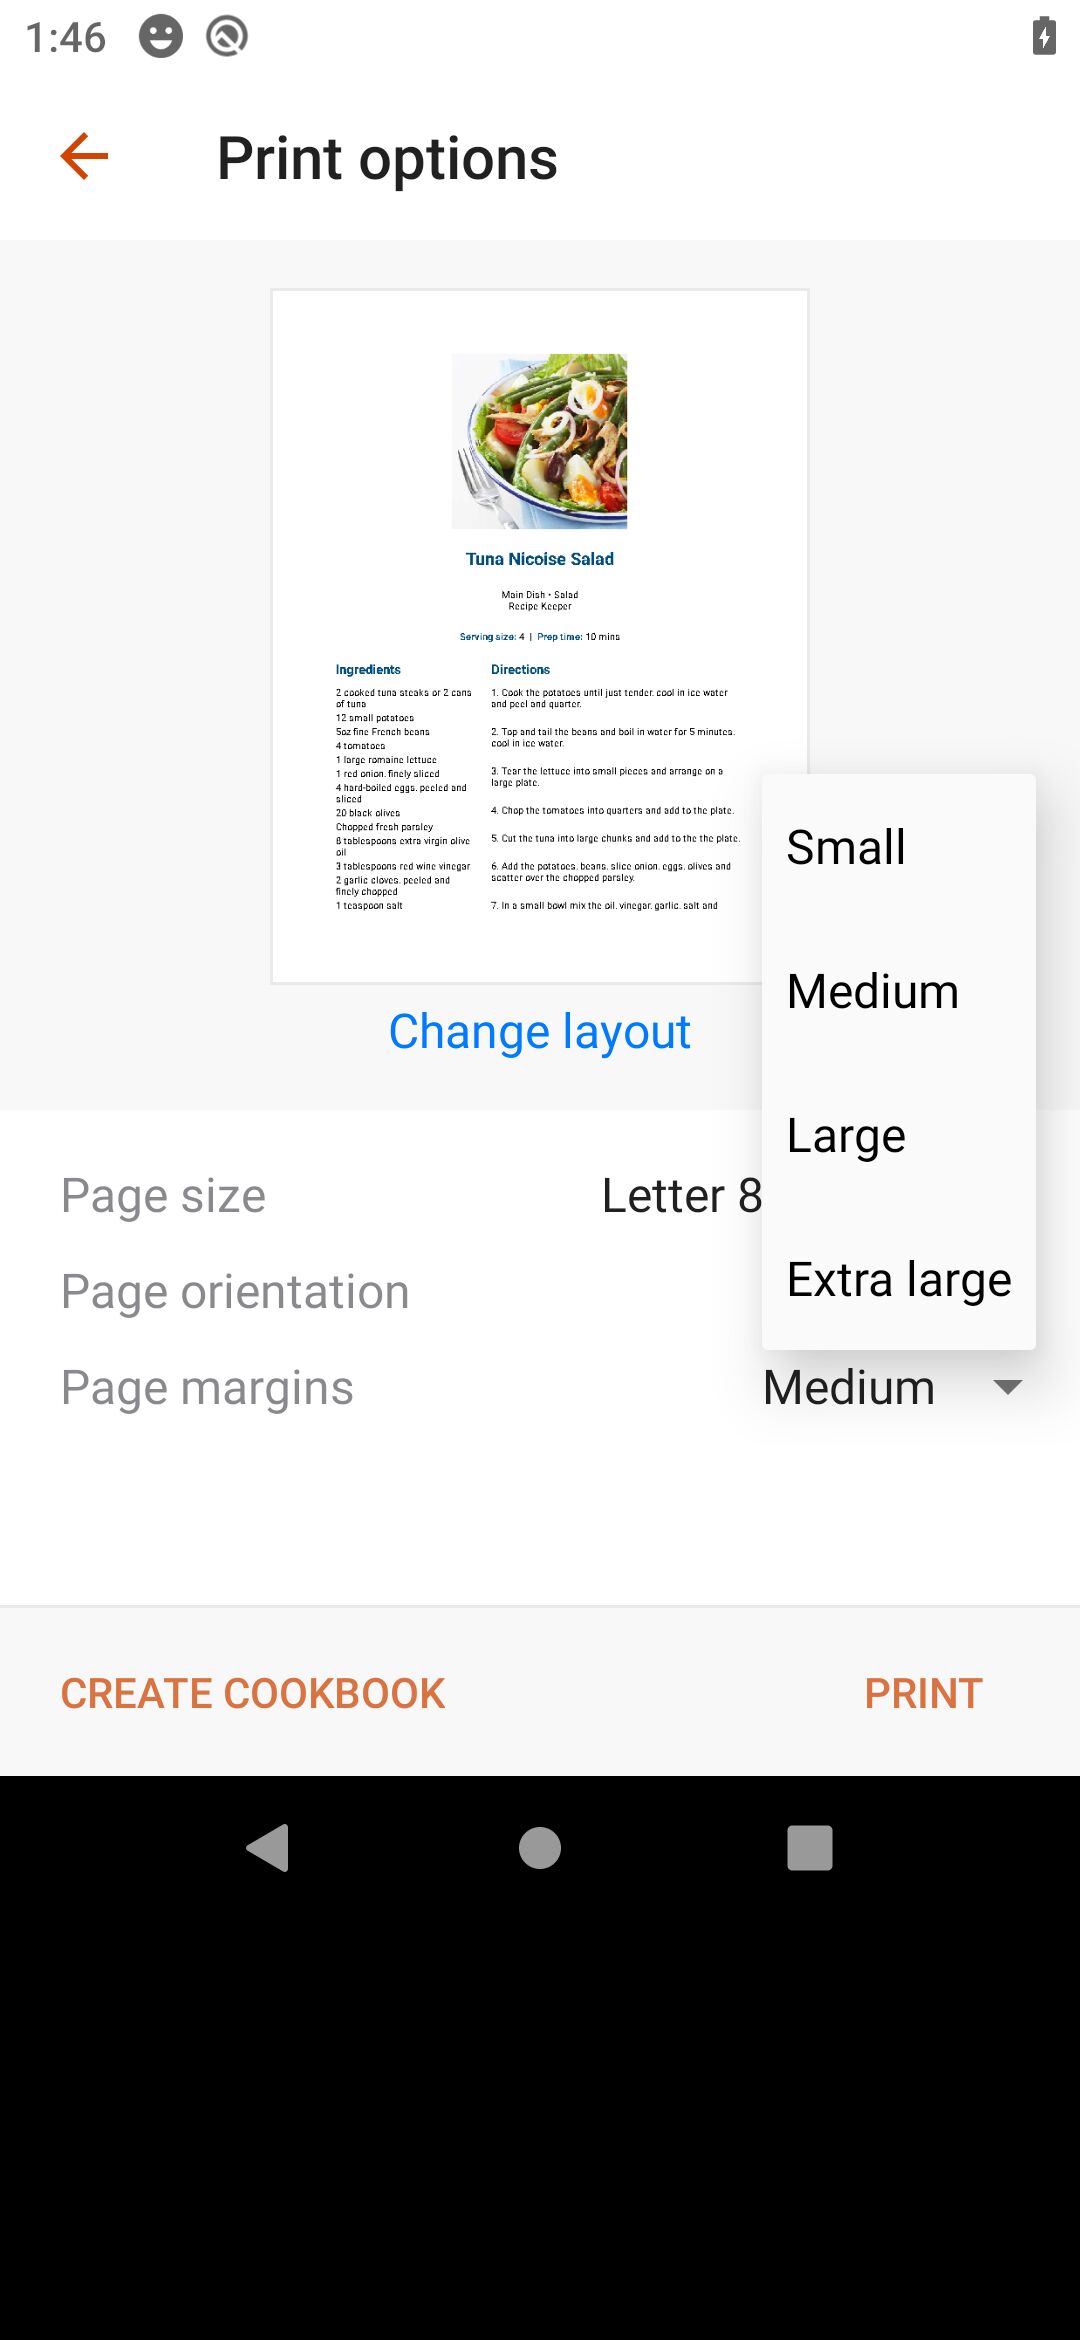 1:46
Print options
Tuna Nicoise Salad
Main Dish • Salad
Recipe Keeper
Serving size: 4 | Prep time: 10 mins
Ingredients
2 cooked tuna steaks or 2 cans
of tuna
12 small potatoes
5oz fine French beans
4 tomatoes
1 large romaine lettuce
1 red onion, finely sliced
4 hard-boiled eggs, peeled and
sliced
20 black olives
Chopped fresh parsley
6 tablespoons extra virgin olive
oil
3 tablespoons red wine vinegar
2 garlic cloves, peeled and
finely chopped
1 teaspoon salt
Directions
1. Cook the potatoes until just tender, cool in ice water
and peel and quarter.
2. Top and tail the beans and boil in water for 5 minutes,
cool in ice water.
3. Tear the lettuce into small pieces and arrange on a
large plate.
4. Chop the tomatoes into quarters and add to the plate.
5. Cut the tuna into large chunks and add to the the plate.
6. Add the potatoes, beans, slice onion, eggs, olives and
scatter over the chopped parsley.
7. In a small bowl mix the oil, vinegar, garlic, salt and
Change layout
Small
Medium
Large
Extra large
Page size
Letter 8
Page orientation
Page margins
Medium
CREATE COOKBOOK
PRINT